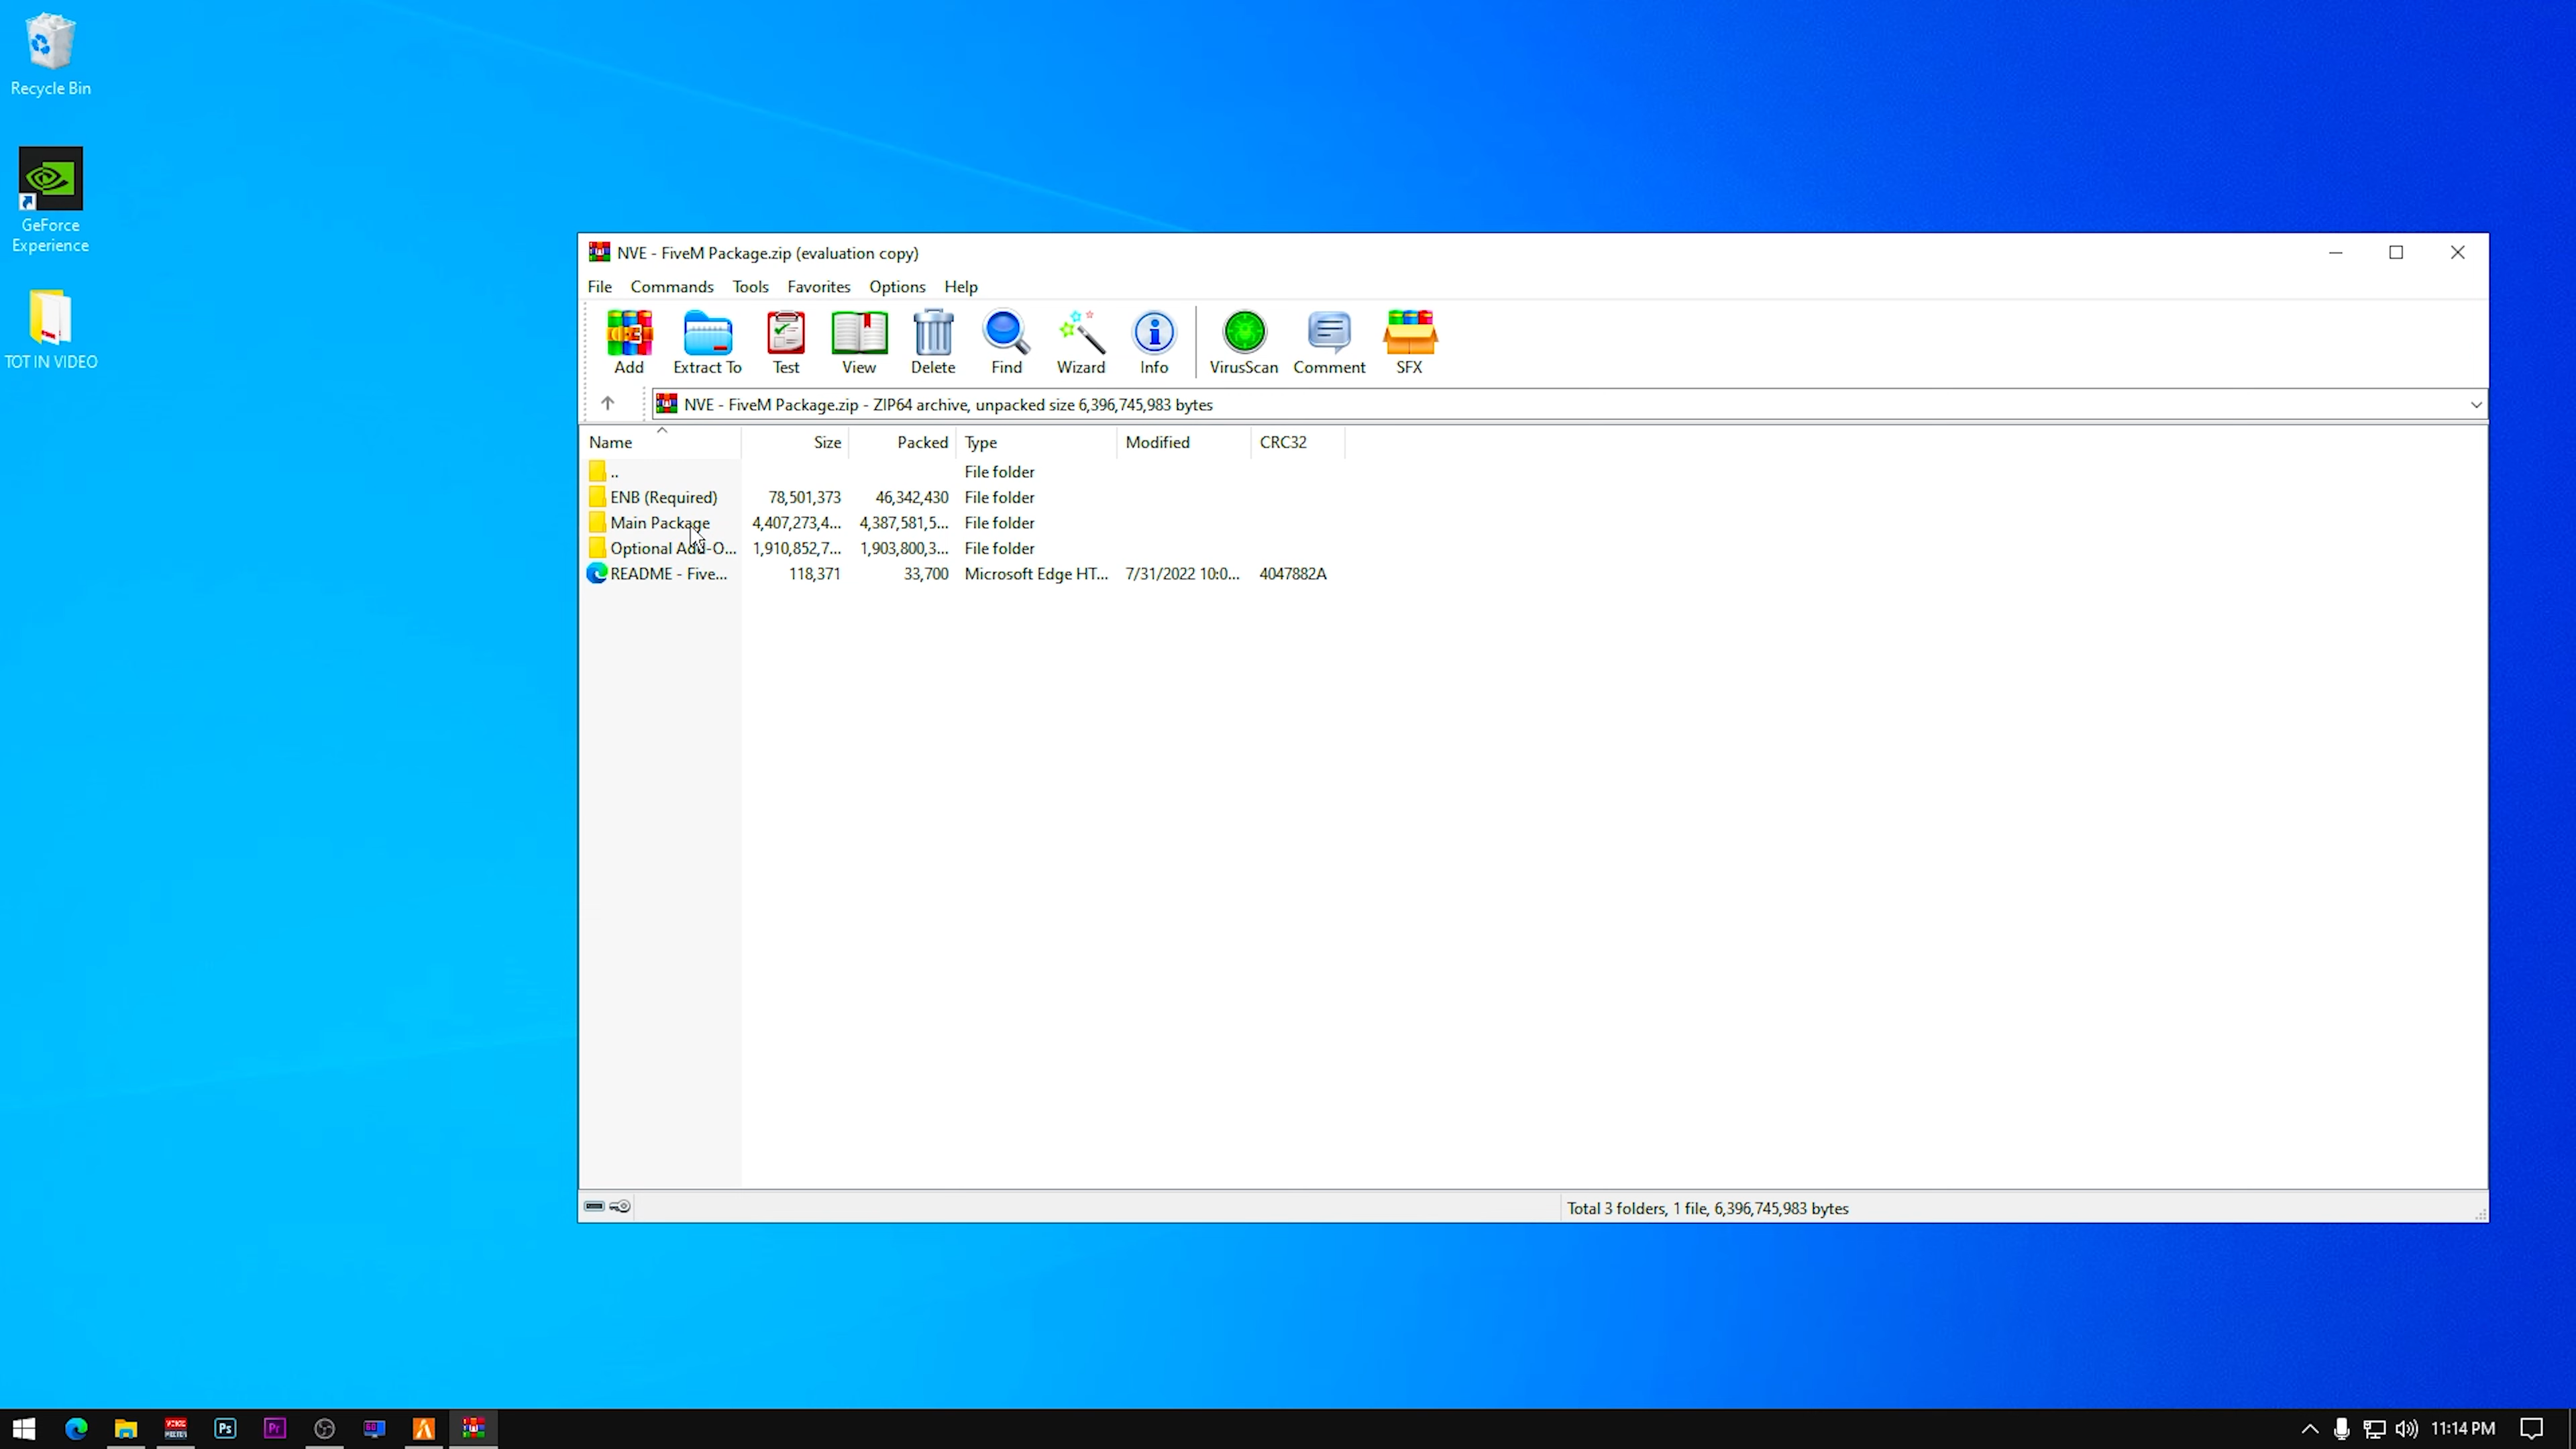 Recycle Bin
GeForce
Experience
TOT IN VIDEO
NVE - FiveM Package.zip (evaluation copy)
File Commands Tools Favorites Options Help
Add Extract To Test View Delete Find Wizard Info VirusScan Comment SFX
NVE - FiveM Package.zip - ZIP64 archive, unpacked size 6,396,745,983 bytes
Name Size Packed Type Modified CRC32
.. File folder
ENB (Required) 78,501,373 46,342,430 File folder
Main Package 4,407,273,4... 4,387,581,5... File folder
Optional Add-O... 1,910,852,7... 1,903,800,3... File folder
README - Five... 118,371 33,700 Microsoft Edge HT... 7/31/2022 10:0... 4047882A
Total 3 folders, 1 file, 6,396,745,983 bytes
Ps Pr
11:14 PM